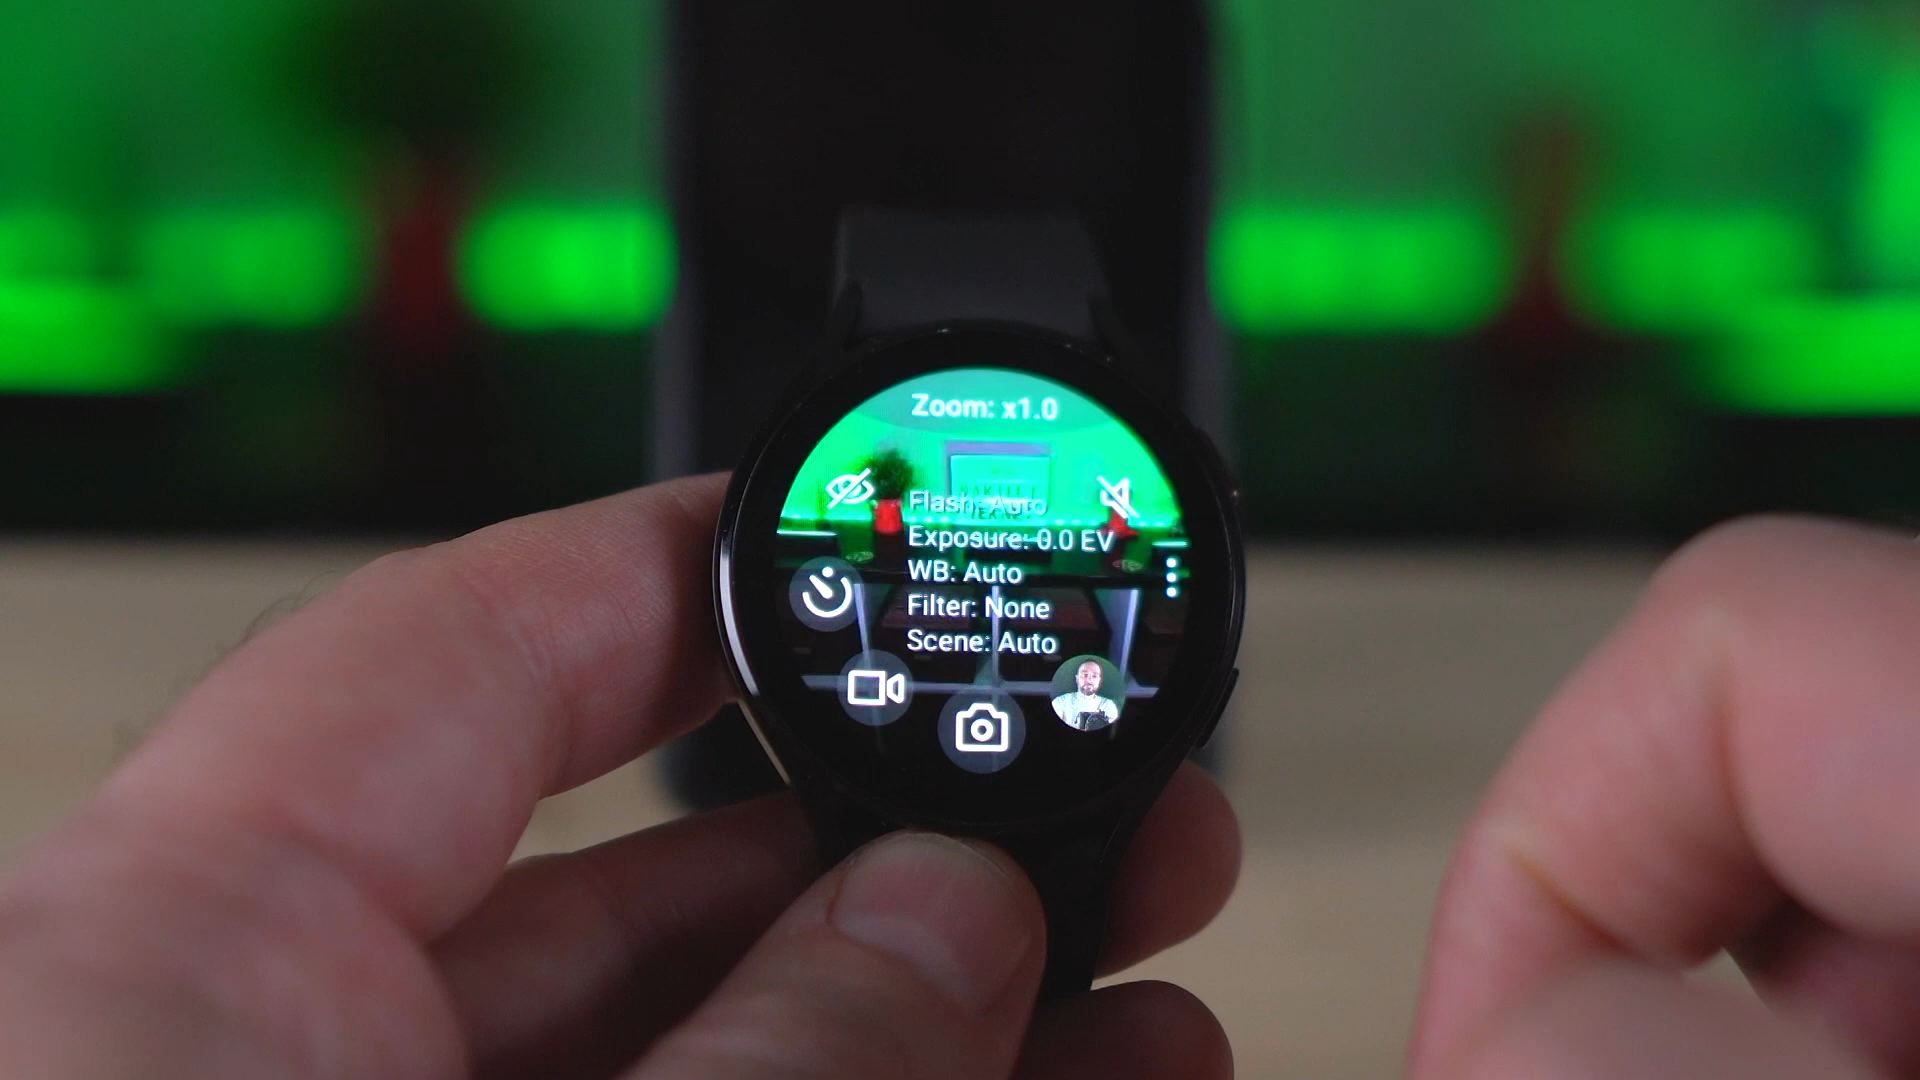 Zoom: x1.0
Flash: Auto
Exposure: 0.0 EV
WB: Auto
Filter: None
Scene: Auto